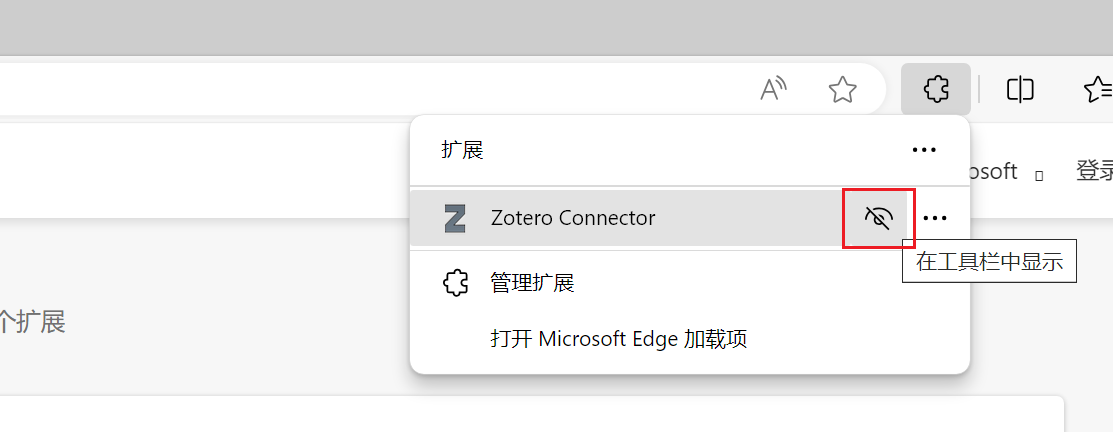 扩展
osoft
登录
Zotero Connector
在工具栏中显示
管理扩展
个扩展
打开 Microsoft Edge 加载项